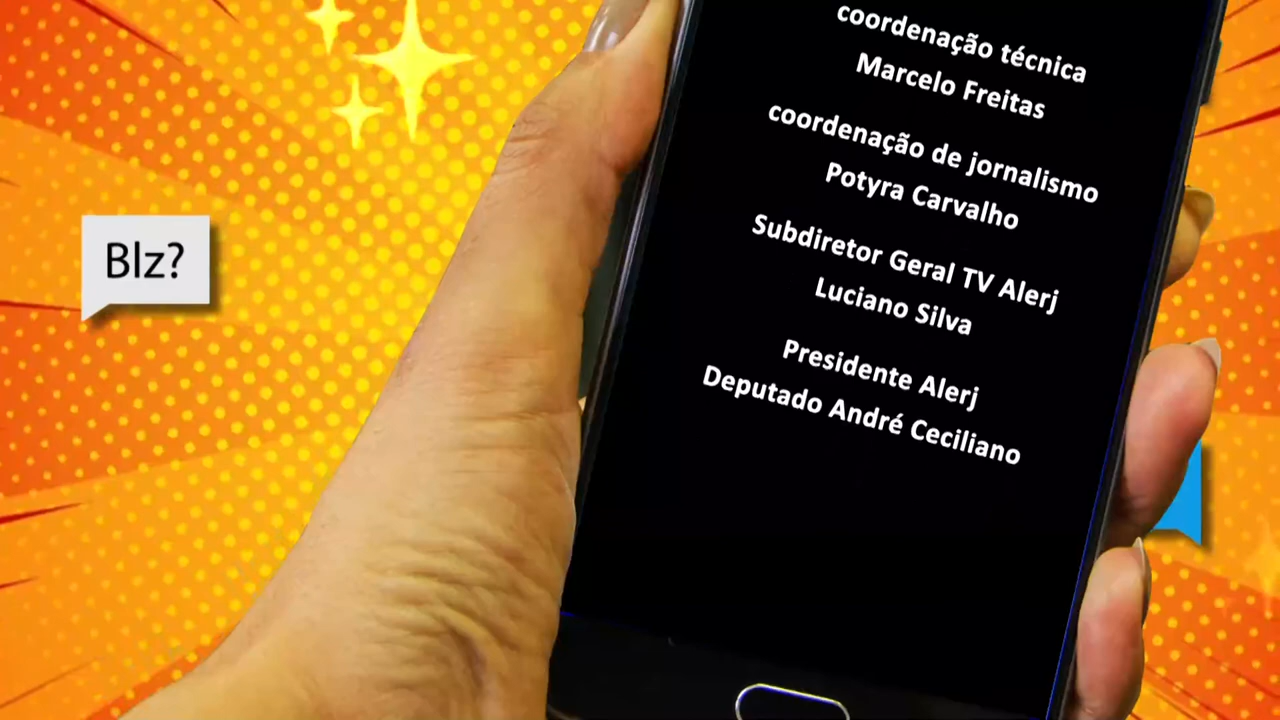 coordenação técnica
Marcelo Freitas
coordenação de jornalismo
Potyra Carvalho
Subdiretor Geral TV Alerj
Luciano Silva
Presidente Alerj
Deputado André Ceciliano
Blz?